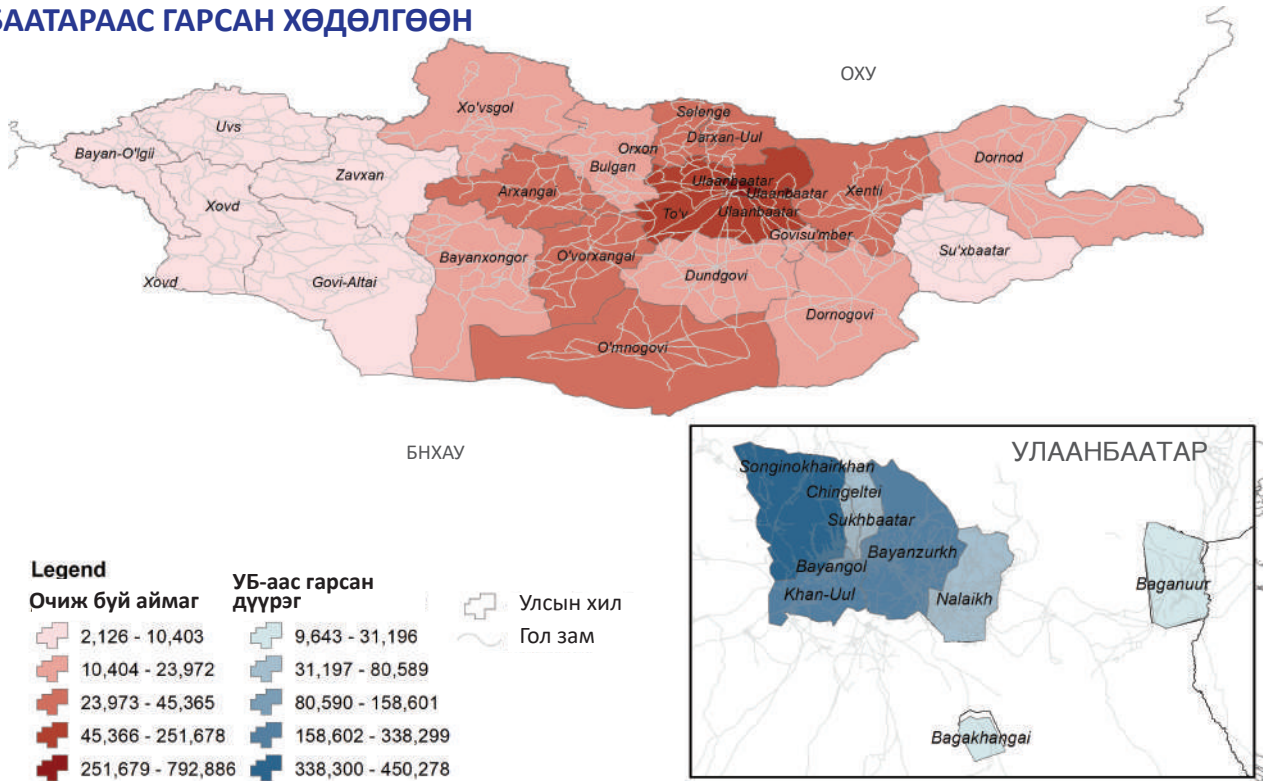 БААТАРААС ГАРСАН ХӨДӨЛГӨӨН
ОХУ
Xo'vsgol
Selenge
Uvs
Darxan-Uul
Orxon
Bayan-O'lgii
Dornod
Bulgan
Zavxan
Ulaanbaatar
Arxangai
Ulaanbaatar
Xentii
Xovd
To'v
Ulaanbaatar
Govisu'mber
Su'xbaatar
O'vorxangai
Bayanxongor
Dundgovi
Xovd
Govi-Altai
Dornogovi
O'mnogovi
БНХАУ
УЛААНБААТАР
Songinokhairkhan
Chingeltei
Sukhbaatar
Bayanzurkh
Bayangol
Khan-Uul
Nalaikh
Baganuur
Bagakhangai
Legend
Очиж буй аймаг
2,126 - 10,403
10,404 - 23,972
23,973 - 45,365
45,366 - 251,678
251,679 - 792,886
УБ-аас гарсан
дүүрэг
9,643 - 31,196
31,197 - 80,589
80,590 - 158,601
158,602 - 338,299
338,300 - 450,278
Улсын хил
Гол зам